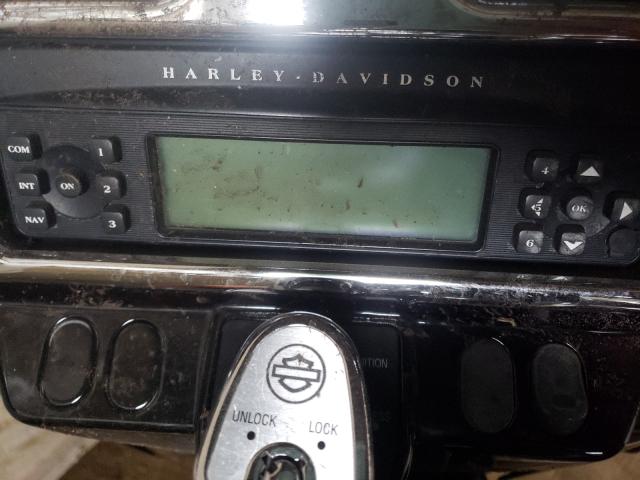 HARLEY-DAVIDSON
COM
1
INT
ON
2
NAV
3
4
5
OK
6
UNLOCK
LOCK